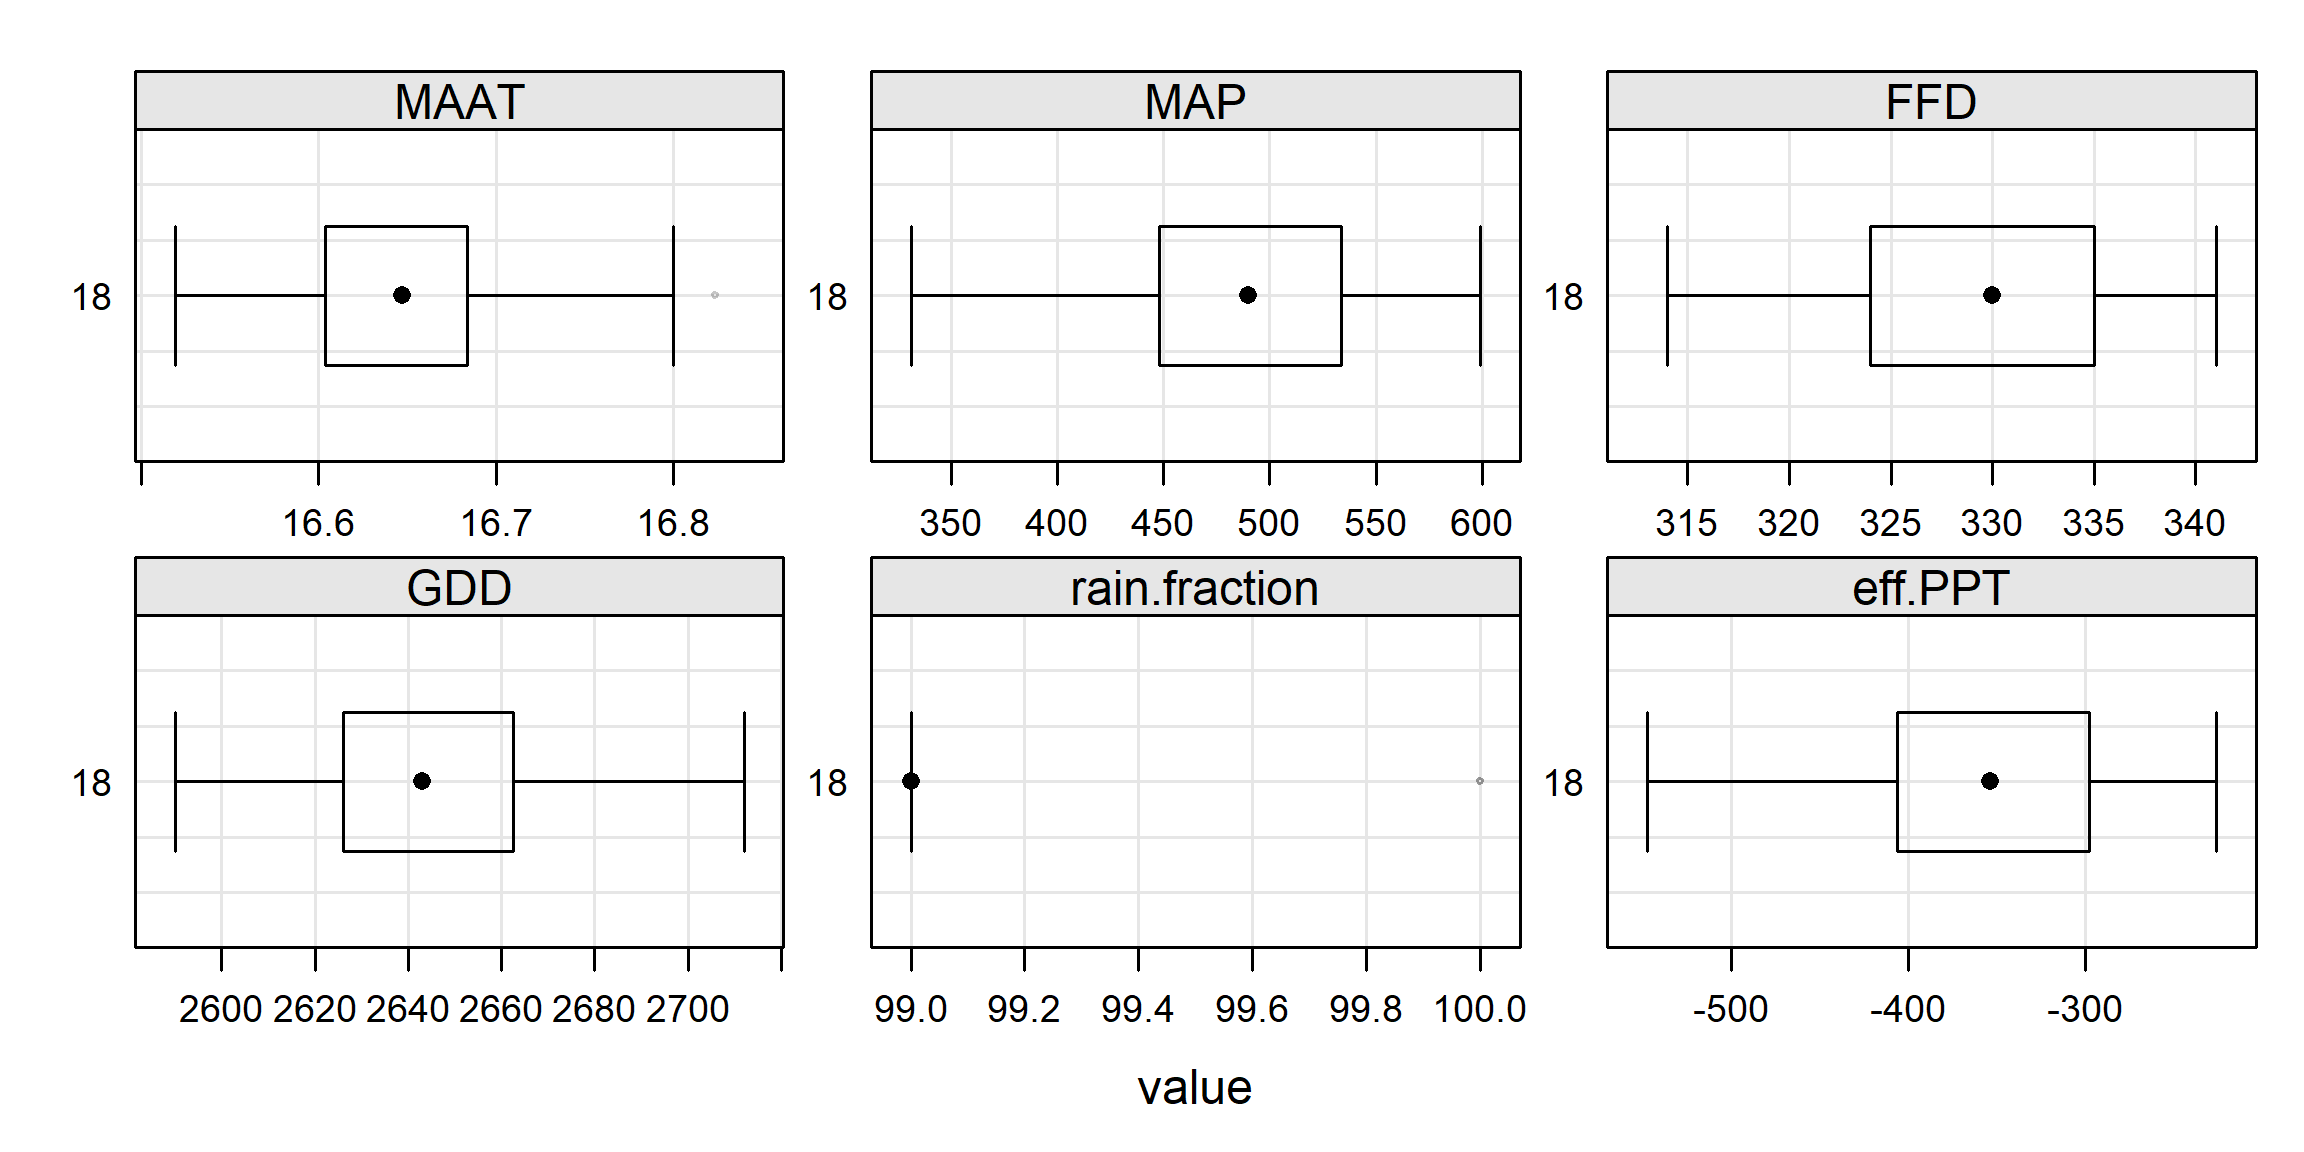 MAAT MAP FFD
18 18 18
16.6 16.7 16.8 350 400 450 500 550 600 315 320 325 330 335 340
GDD rain.fraction eff.PPT
18 18 18
2600 2620 2640 2660 2680 2700 99.0 99.2 99.4 99.6 99.8 100.0 -500 -400 -300
value